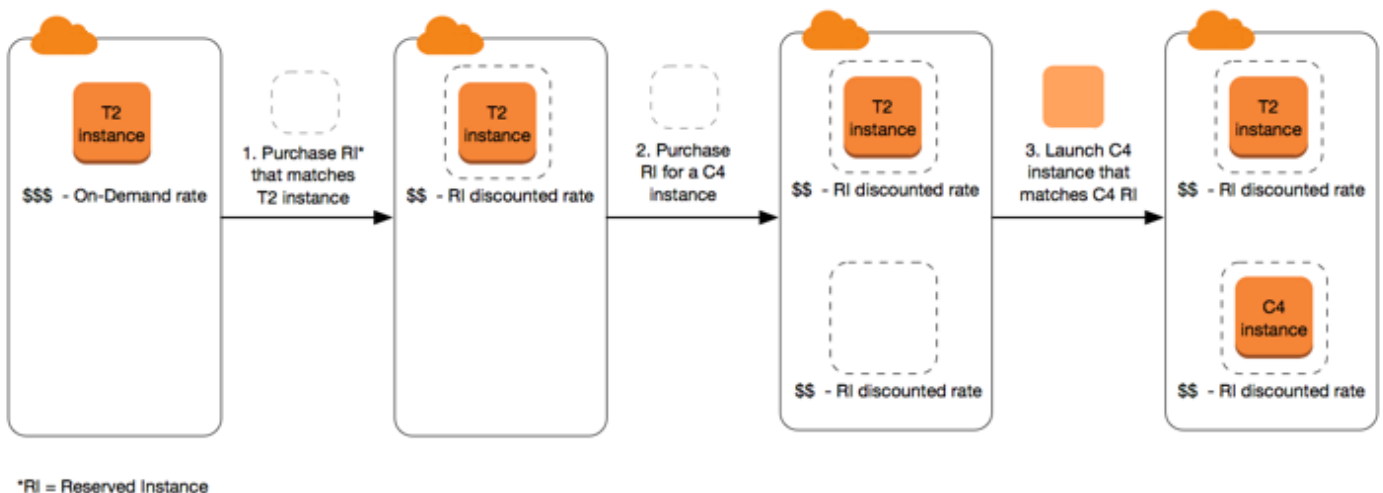 T2
instance
$$$ - On-Demand rate
1. Purchase RI*
that matches
T2 instance
T2
instance
$$ - RI discounted rate
2. Purchase
RI for a C4
instance
T2
instance
$$ - RI discounted rate
$$ - RI discounted rate
3. Launch C4
instance that
matches C4 RI
T2
instance
$$ - RI discounted rate
C4
instance
$$ - RI discounted rate
*RI = Reserved Instance